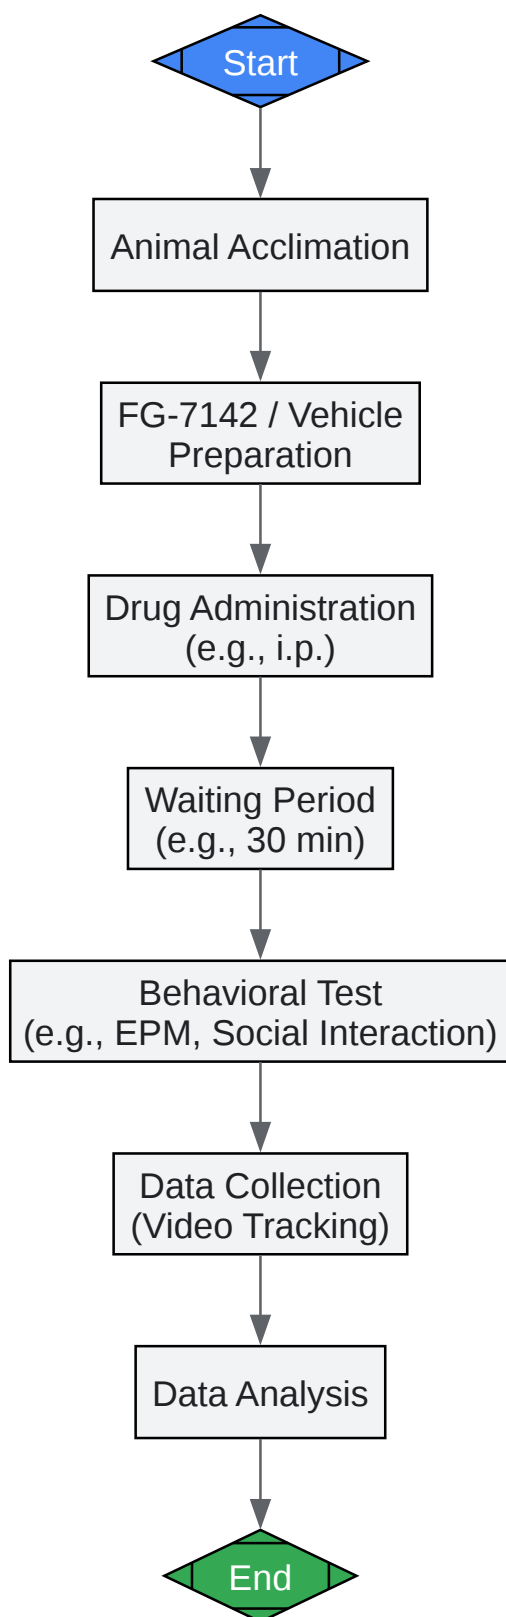 Start
Animal Acclimation
FG-7142 / Vehicle
Preparation
Drug Administration
(e.g., i.p.)
Waiting Period
(e.g., 30 min)
Behavioral Test
(e.g., EPM, Social Interaction)
Data Collection
(Video Tracking)
Data Analysis
End